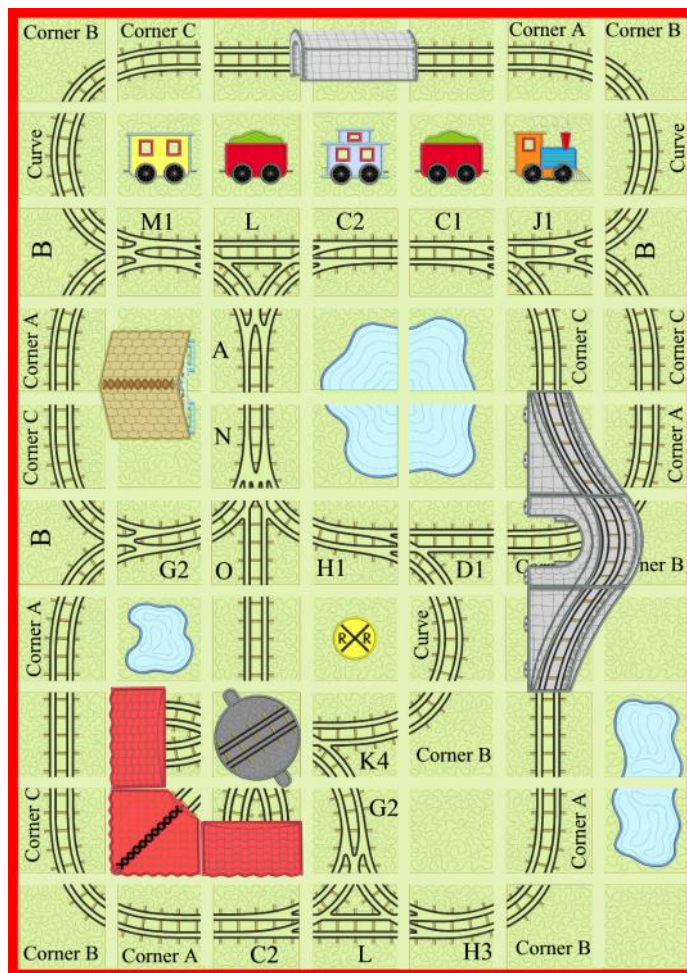 Corner B
Corner C
Corner A
Corner B
Curve
Curve
M1
L
C2
C1
J1
B
B
Corner A
A
Corner C
Corner C
Corner C
N
Corner A
B
G2
O
H1
D1
Corner A
R R
Curve
K4
Corner B
Corner C
G2
Corner A
Corner B
Corner A
C2
L
H3
Corner B